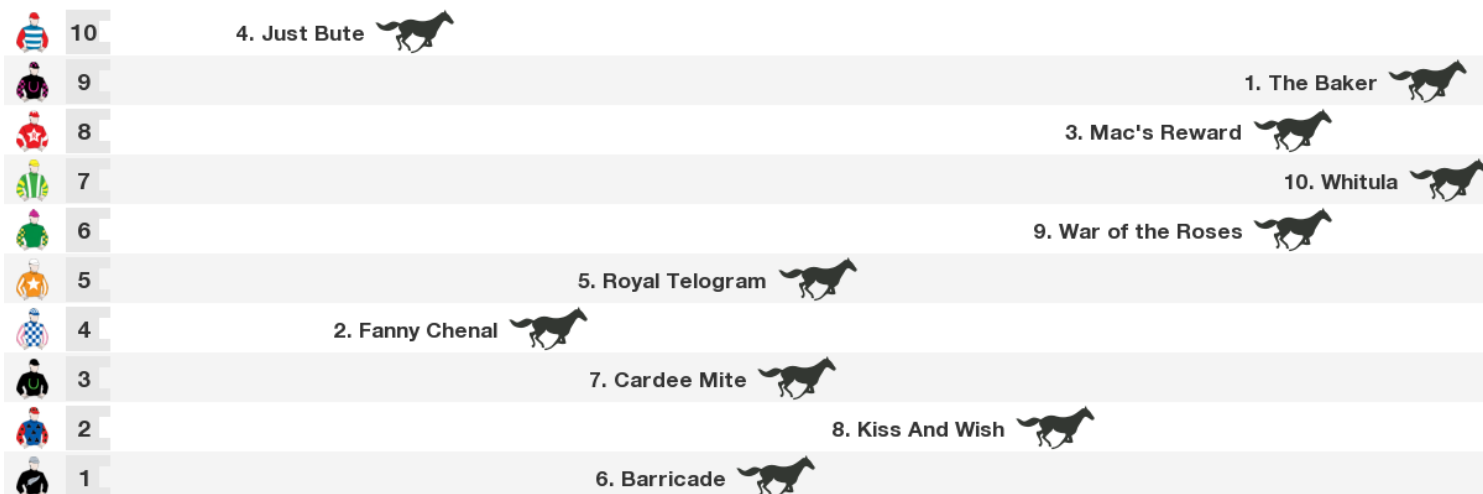 10 4. Just Bute
9 1. The Baker
8 3. Mac's Reward
7 10. Whitula
6 9. War of the Roses
5 5. Royal Telogram
4 2. Fanny Chenal
3 7. Cardee Mite
2 8. Kiss And Wish
1 6. Barricade